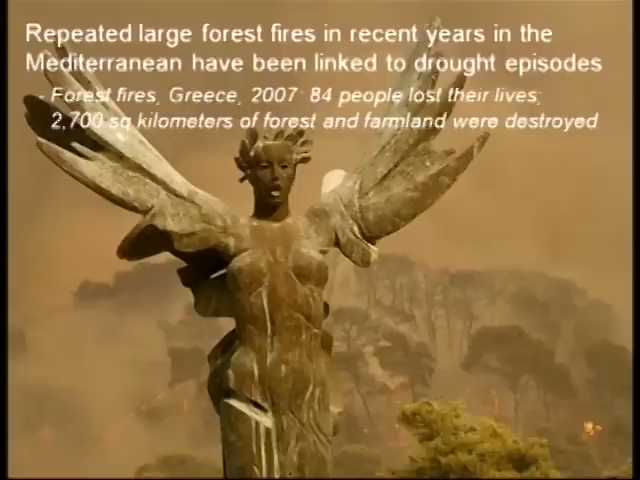 Repeated large forest fires in recent years in the
Mediterranean have been linked to drought episodes
- Forest fires, Greece, 2007: 84 people lost their lives;
2,700 sq kilometers of forest and farmland were destroyed